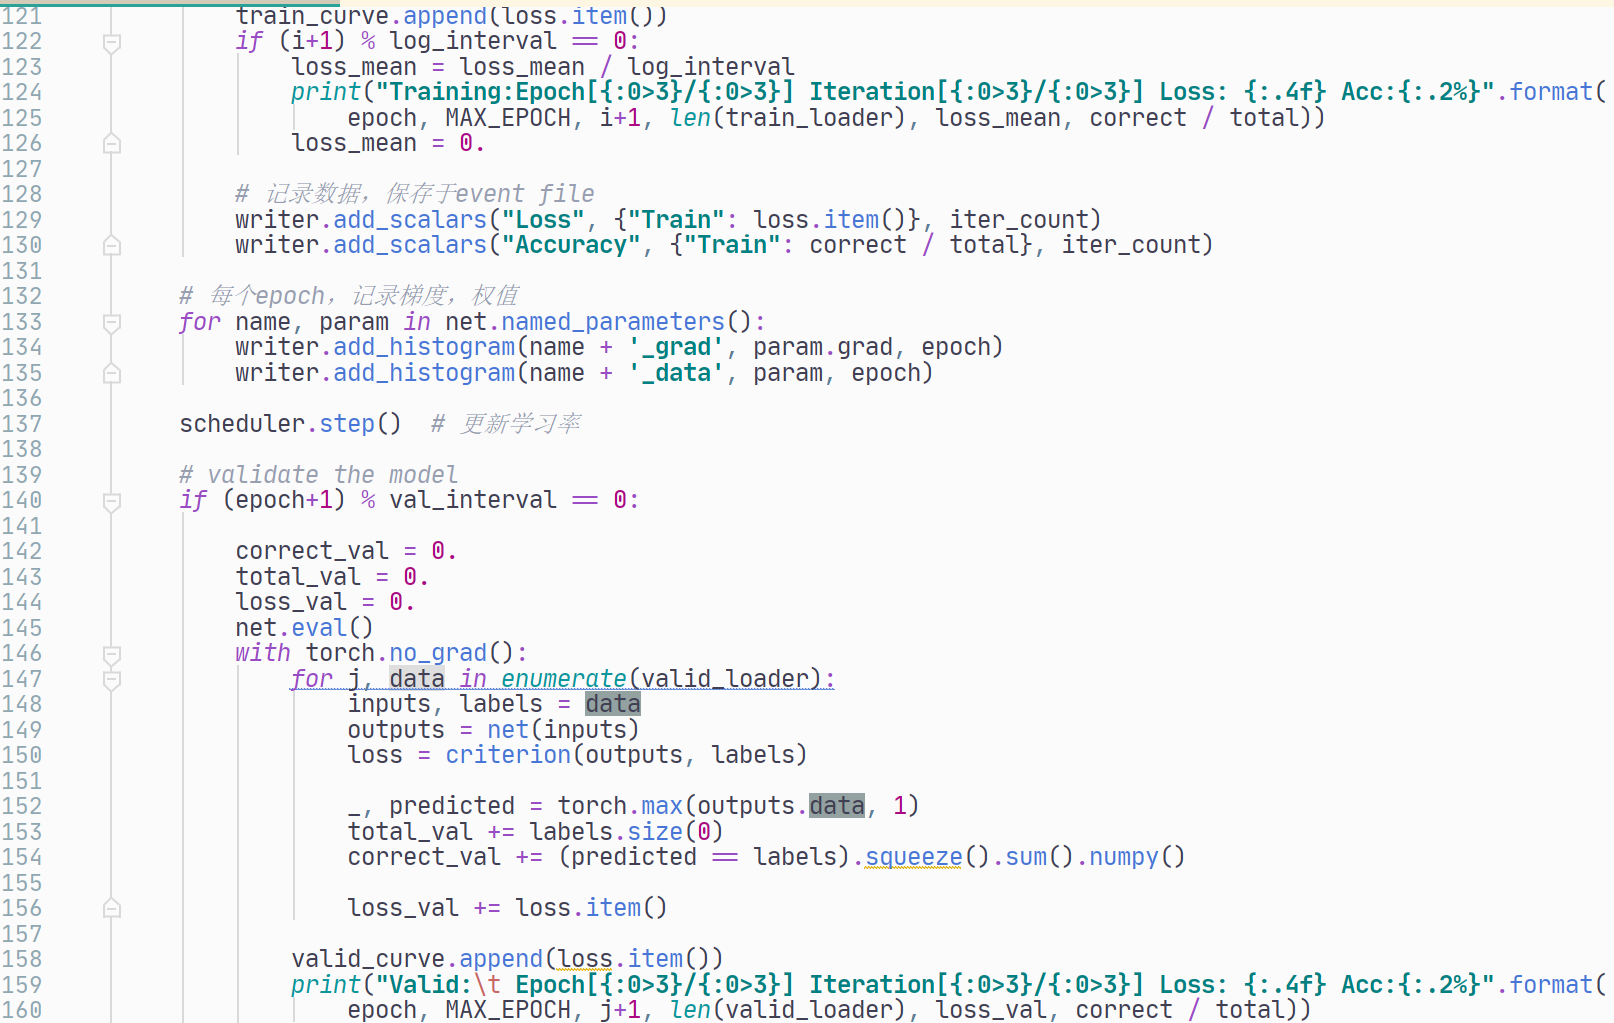 121 train_curve.append(loss.item())
122 if (i+1) % log_interval == 0:
123 loss_mean = loss_mean / log_interval
124 print("Training:Epoch[{:0>3}/{:0>3}] Iteration[{:0>3}/{:0>3}] Loss: {:.4f} Acc:{:.2%}".format(
125 epoch, MAX_EPOCH, i+1, len(train_loader), loss_mean, correct / total))
126 loss_mean = 0.
127
128 # 记录数据，保存于event file
129 writer.add_scalars("Loss", {"Train": loss.item()}, iter_count)
130 writer.add_scalars("Accuracy", {"Train": correct / total}, iter_count)
131
132 # 每个epoch，记录梯度，权值
133 for name, param in net.named_parameters():
134 writer.add_histogram(name + '_grad', param.grad, epoch)
135 writer.add_histogram(name + '_data', param, epoch)
136
137 scheduler.step()  # 更新学习率
138
139 # validate the model
140 if (epoch+1) % val_interval == 0:
141
142 correct_val = 0.
143 total_val = 0.
144 loss_val = 0.
145 net.eval()
146 with torch.no_grad():
147 for j, data in enumerate(valid_loader):
148 inputs, labels = data
149 outputs = net(inputs)
150 loss = criterion(outputs, labels)
151
152 _, predicted = torch.max(outputs.data, 1)
153 total_val += labels.size(0)
154 correct_val += (predicted == labels).squeeze().sum().numpy()
155
156 loss_val += loss.item()
157
158 valid_curve.append(loss.item())
159 print("Valid:\t Epoch[{:0>3}/{:0>3}] Iteration[{:0>3}/{:0>3}] Loss: {:.4f} Acc:{:.2%}".format(
160 epoch, MAX_EPOCH, j+1, len(valid_loader), loss_val, correct / total))